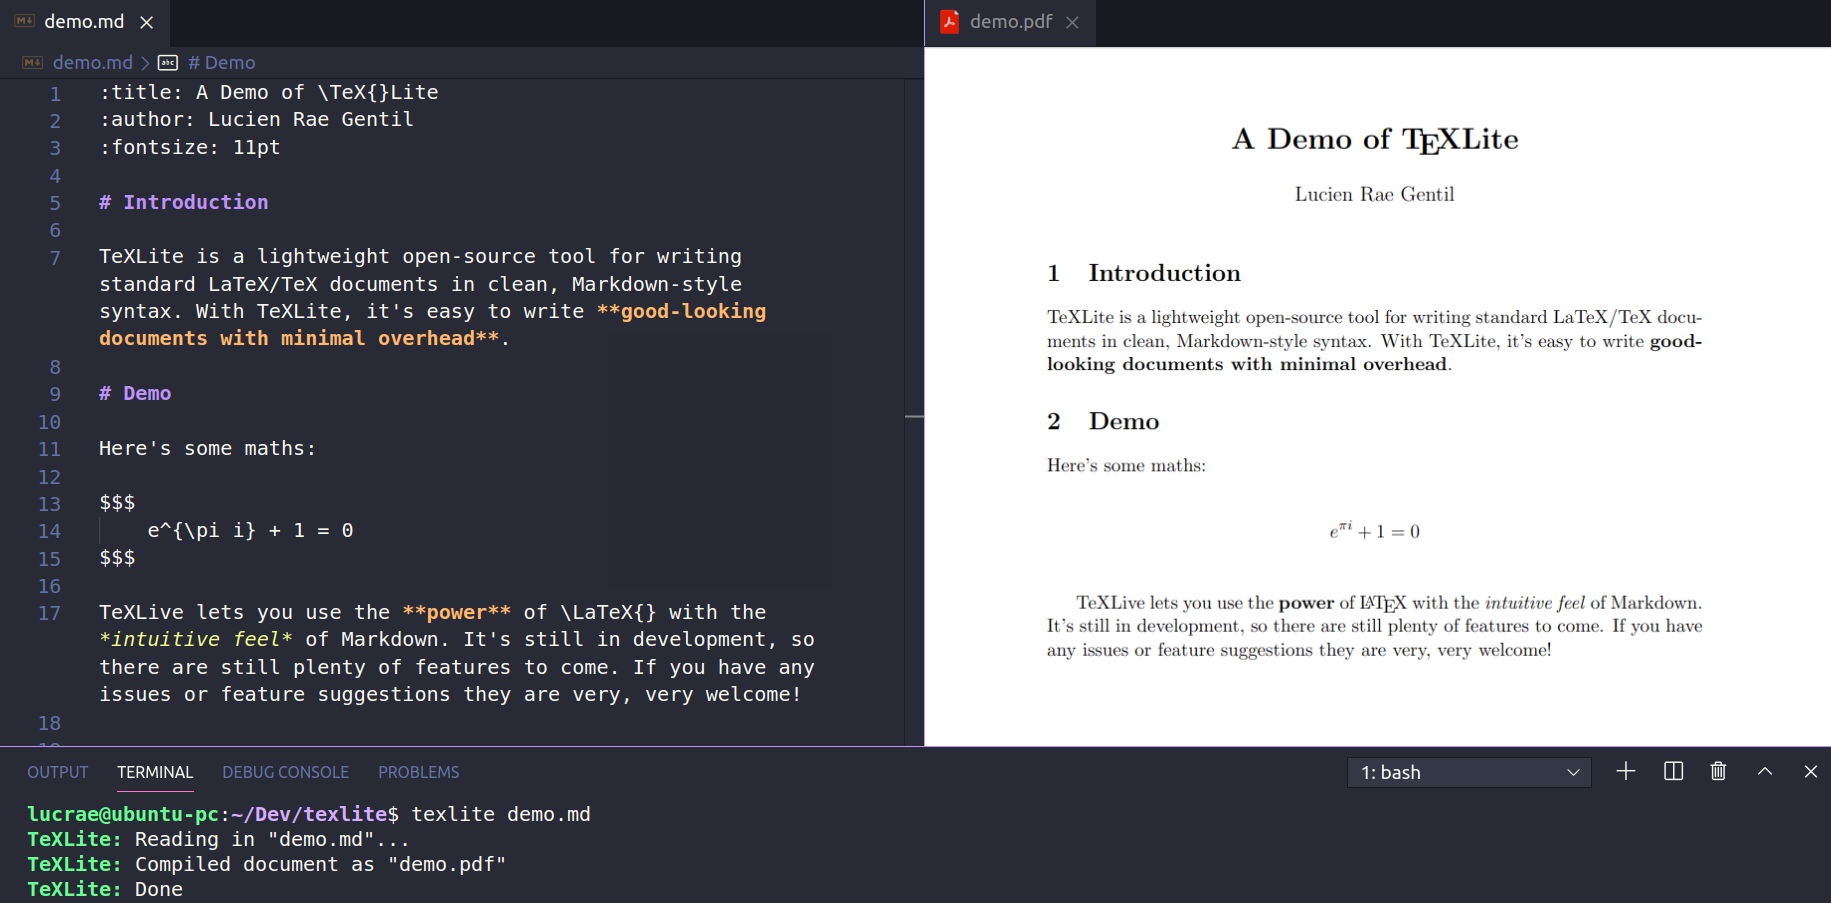 demo.md
demo.md > # Demo
1 :title: A Demo of \TeX{}Lite
2 :author: Lucien Rae Gentil
3 :fontsize: 11pt
4
5 # Introduction
6
7 TeXLite is a lightweight open-source tool for writing
standard LaTeX/TeX documents in clean, Markdown-style
syntax. With TeXLite, it's easy to write **good-looking
documents with minimal overhead**.
8
9 # Demo
10
11 Here's some maths:
12
13 $$$
14     e^{\pi i} + 1 = 0
15 $$$
16
17 TeXLive lets you use the **power** of \LaTeX{} with the
*intuitive feel* of Markdown. It's still in development, so
there are still plenty of features to come. If you have any
issues or feature suggestions they are very, very welcome!
18
demo.pdf
A Demo of TEXLite
Lucien Rae Gentil
1 Introduction
TeXLite is a lightweight open-source tool for writing standard LaTeX/TeX docu-
ments in clean, Markdown-style syntax. With TeXLite, it's easy to write good-
looking documents with minimal overhead.
2 Demo
Here's some maths:
e^{πi} + 1 = 0
TeXLive lets you use the power of LATEX with the intuitive feel of Markdown.
It's still in development, so there are still plenty of features to come. If you have
any issues or feature suggestions they are very, very welcome!
OUTPUT TERMINAL DEBUG CONSOLE PROBLEMS 1: bash
lucrae@ubuntu-pc:~/Dev/texlite$ texlite demo.md
TeXLite: Reading in "demo.md"...
TeXLite: Compiled document as "demo.pdf"
TeXLite: Done